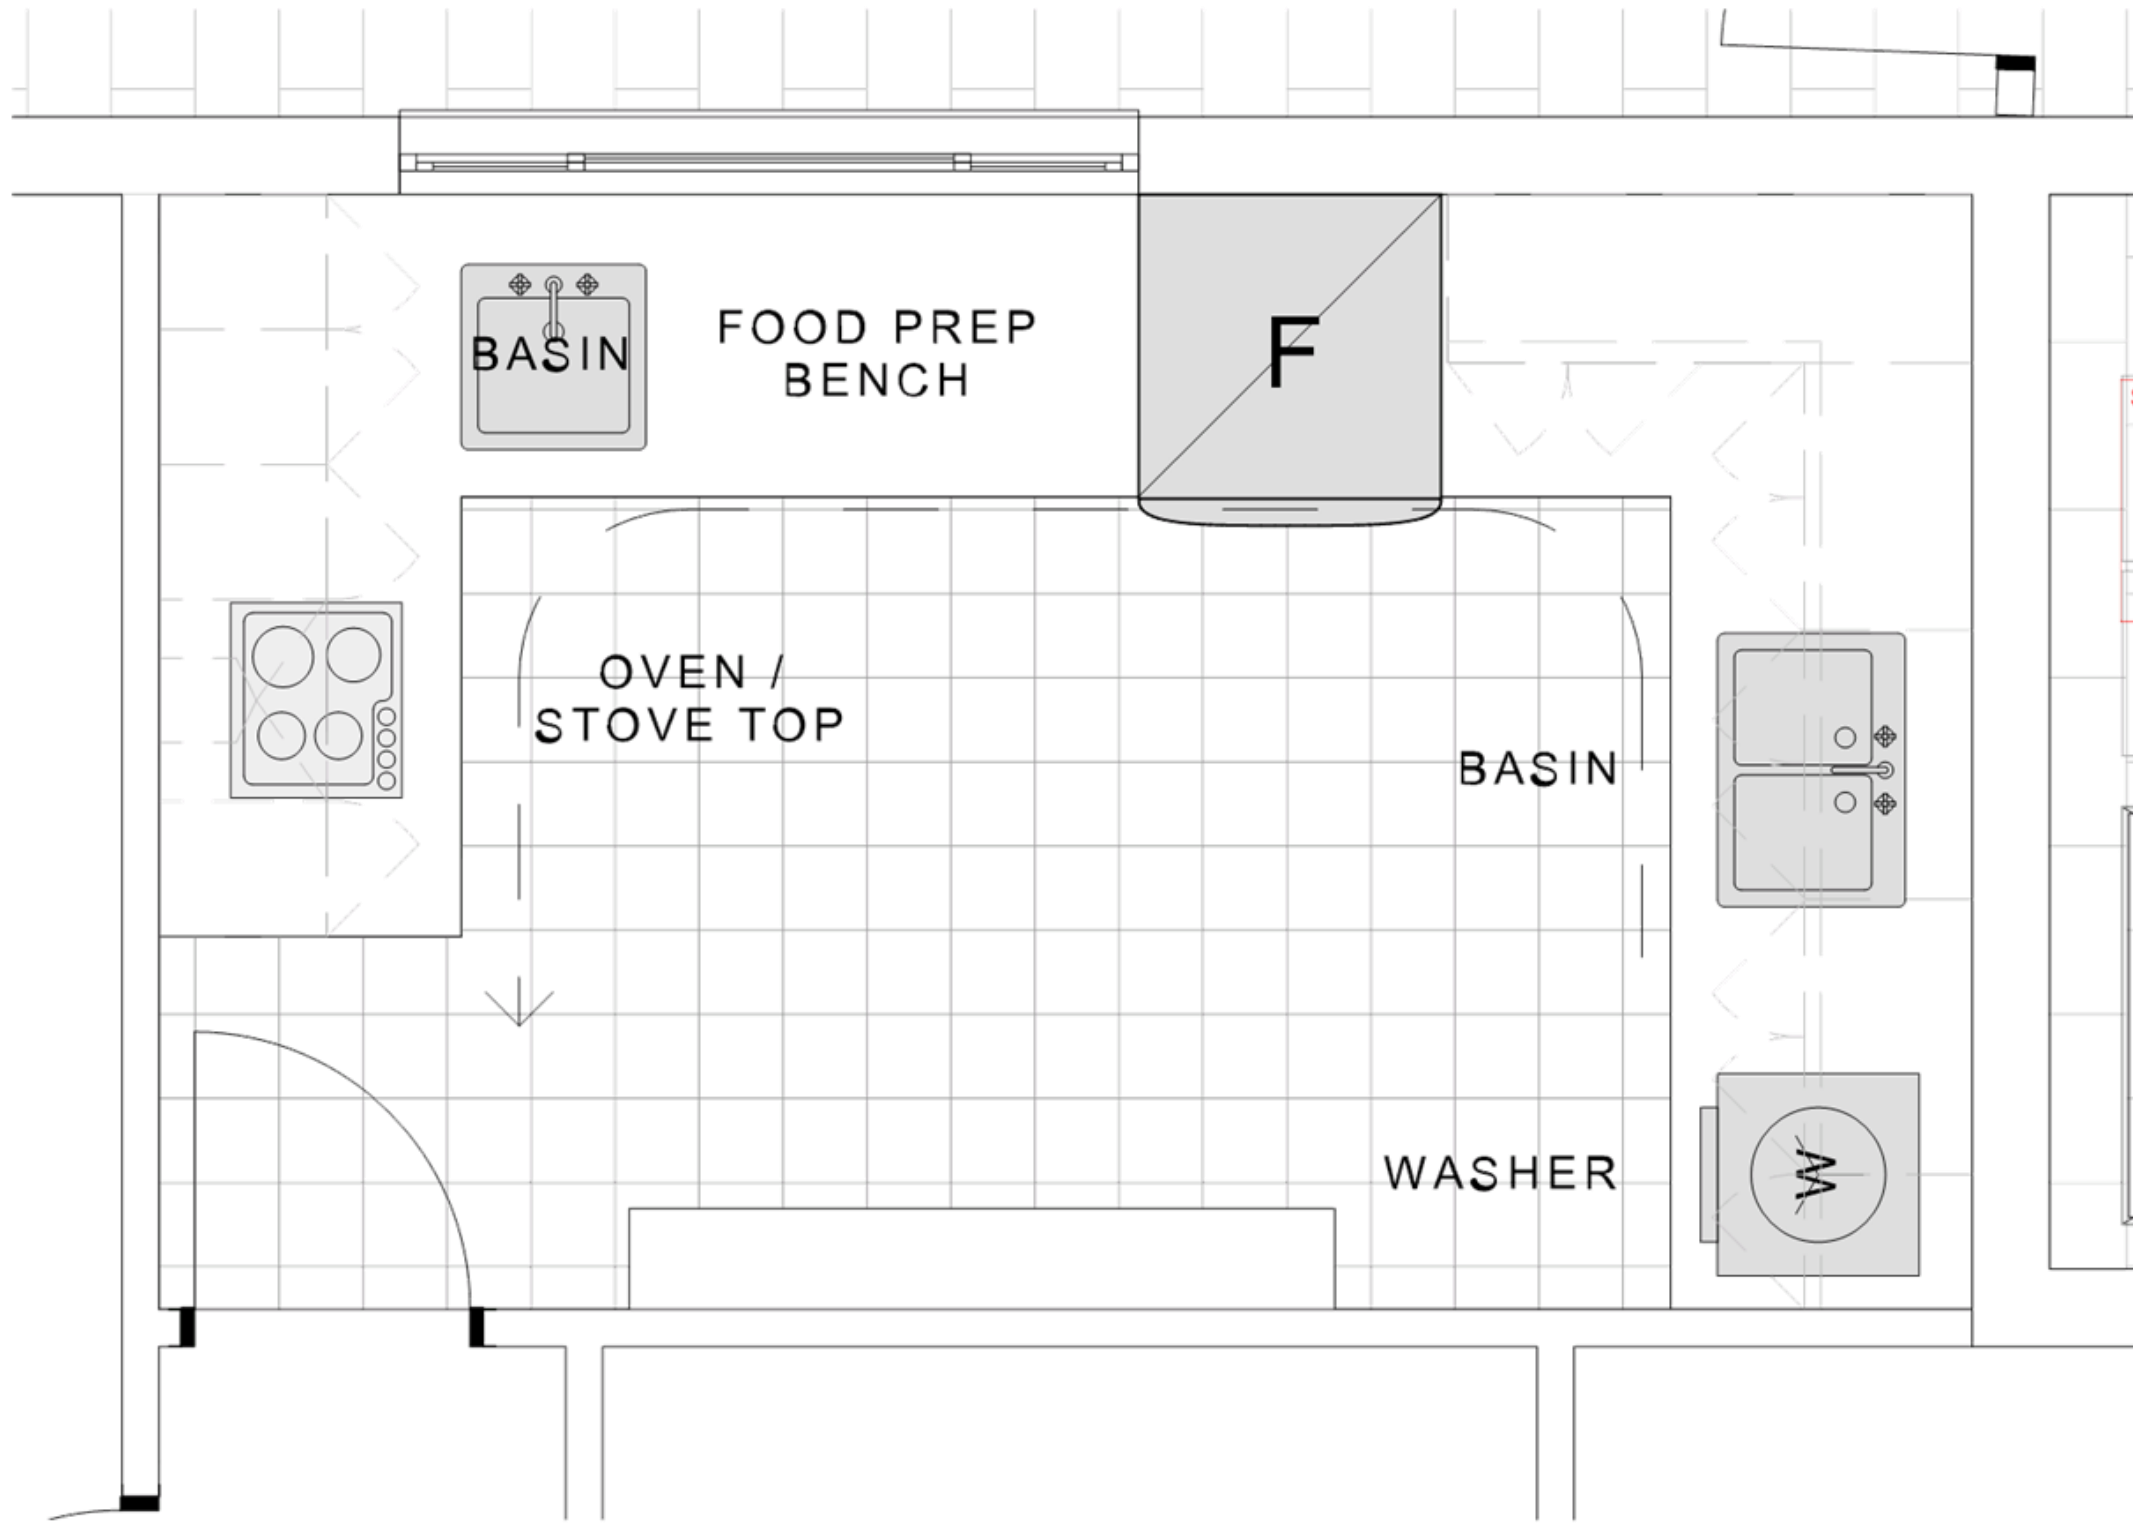 BASIN
FOOD PREP
BENCH
F
OVEN /
STOVE TOP
BASIN
WASHER
W